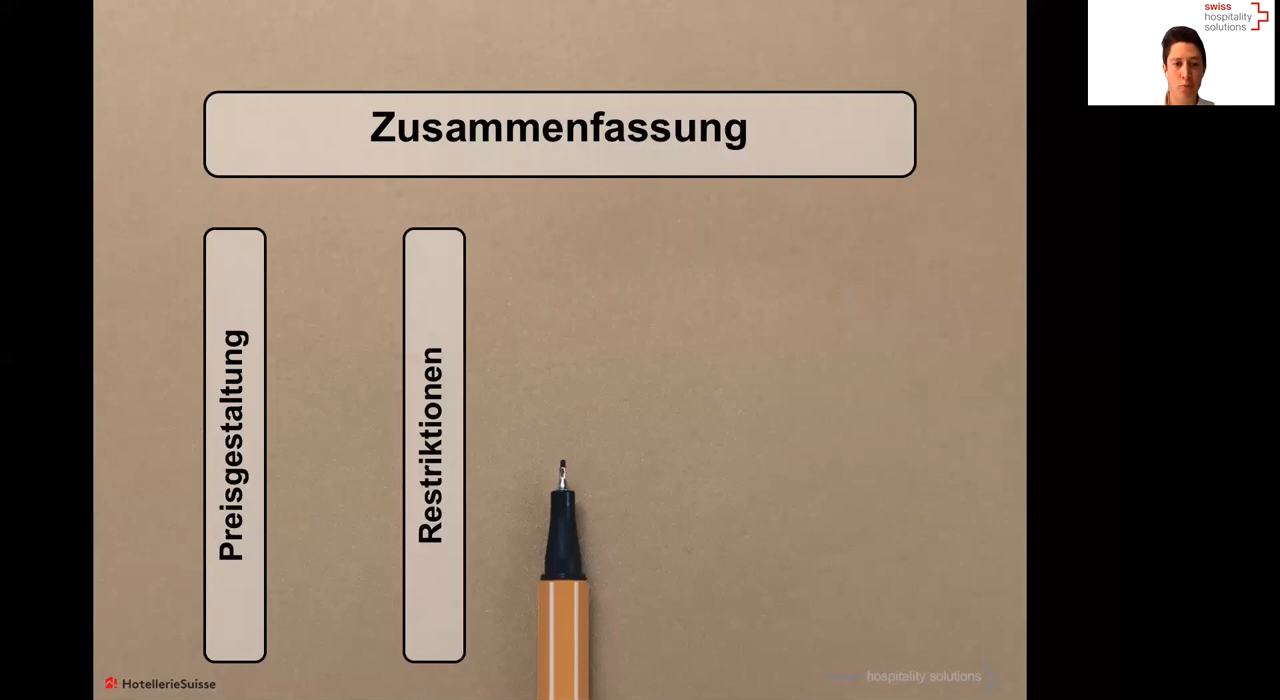 swiss
hospitality
solutions
Zusammenfassung
Preisgestaltung
Restriktionen
HotellerieSuisse
hospitality solutions